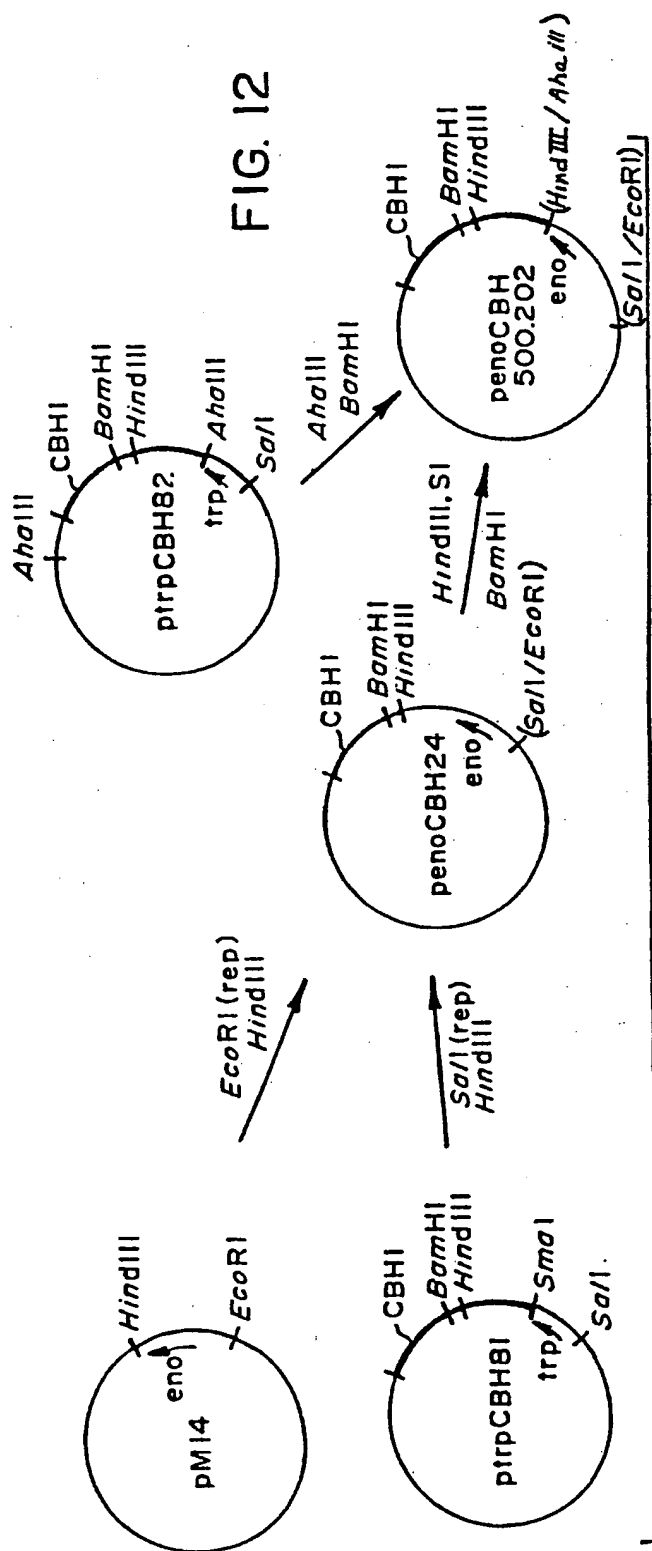 FIG. 12
HindIII
eno
pM14
EcoRI
CBHI
BamHI
HindIII
SmaI
trp
SalI
ptrpCBH81
EcoRI (rep)
HindIII
SalI (rep)
HindIII
CBHI
BamHI
HindIII
penoCBH24
eno
(SalI/EcoRI)
AhaIII
CBHI
BamHI
HindIII
ptrpCBH82
AhaIII
trp
SalI
AhaIII
BamHI
HindIII, S1
BamHI
CBHI
BamHI
HindIII
penoCBH
500.202
eno
(HindIII/AhaIII)
(SalI/EcoRI)